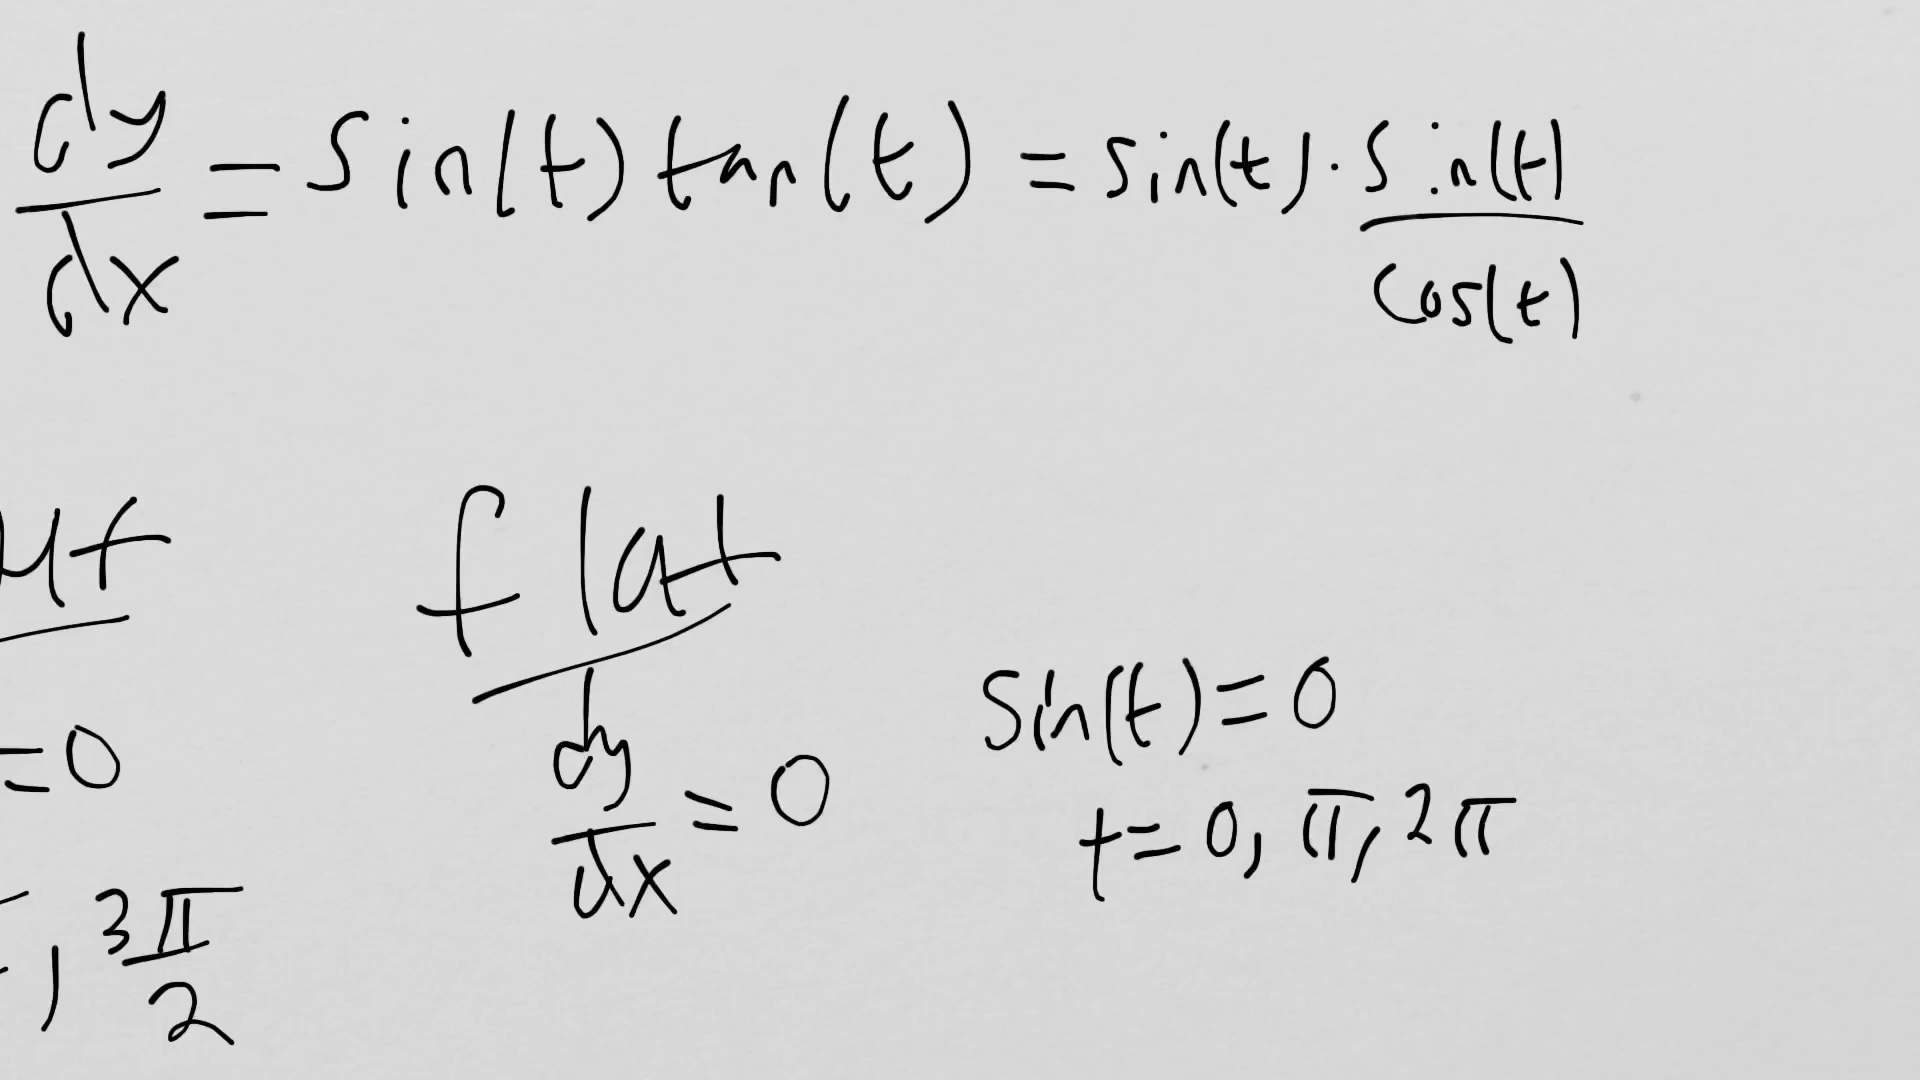 dy/dx = sin(t) tan(t) = sin(t) · sin(t)/cos(t)
flat
=0
dy/dx = 0
sin(t) = 0
t = 0, π, 2π
, 3π/2